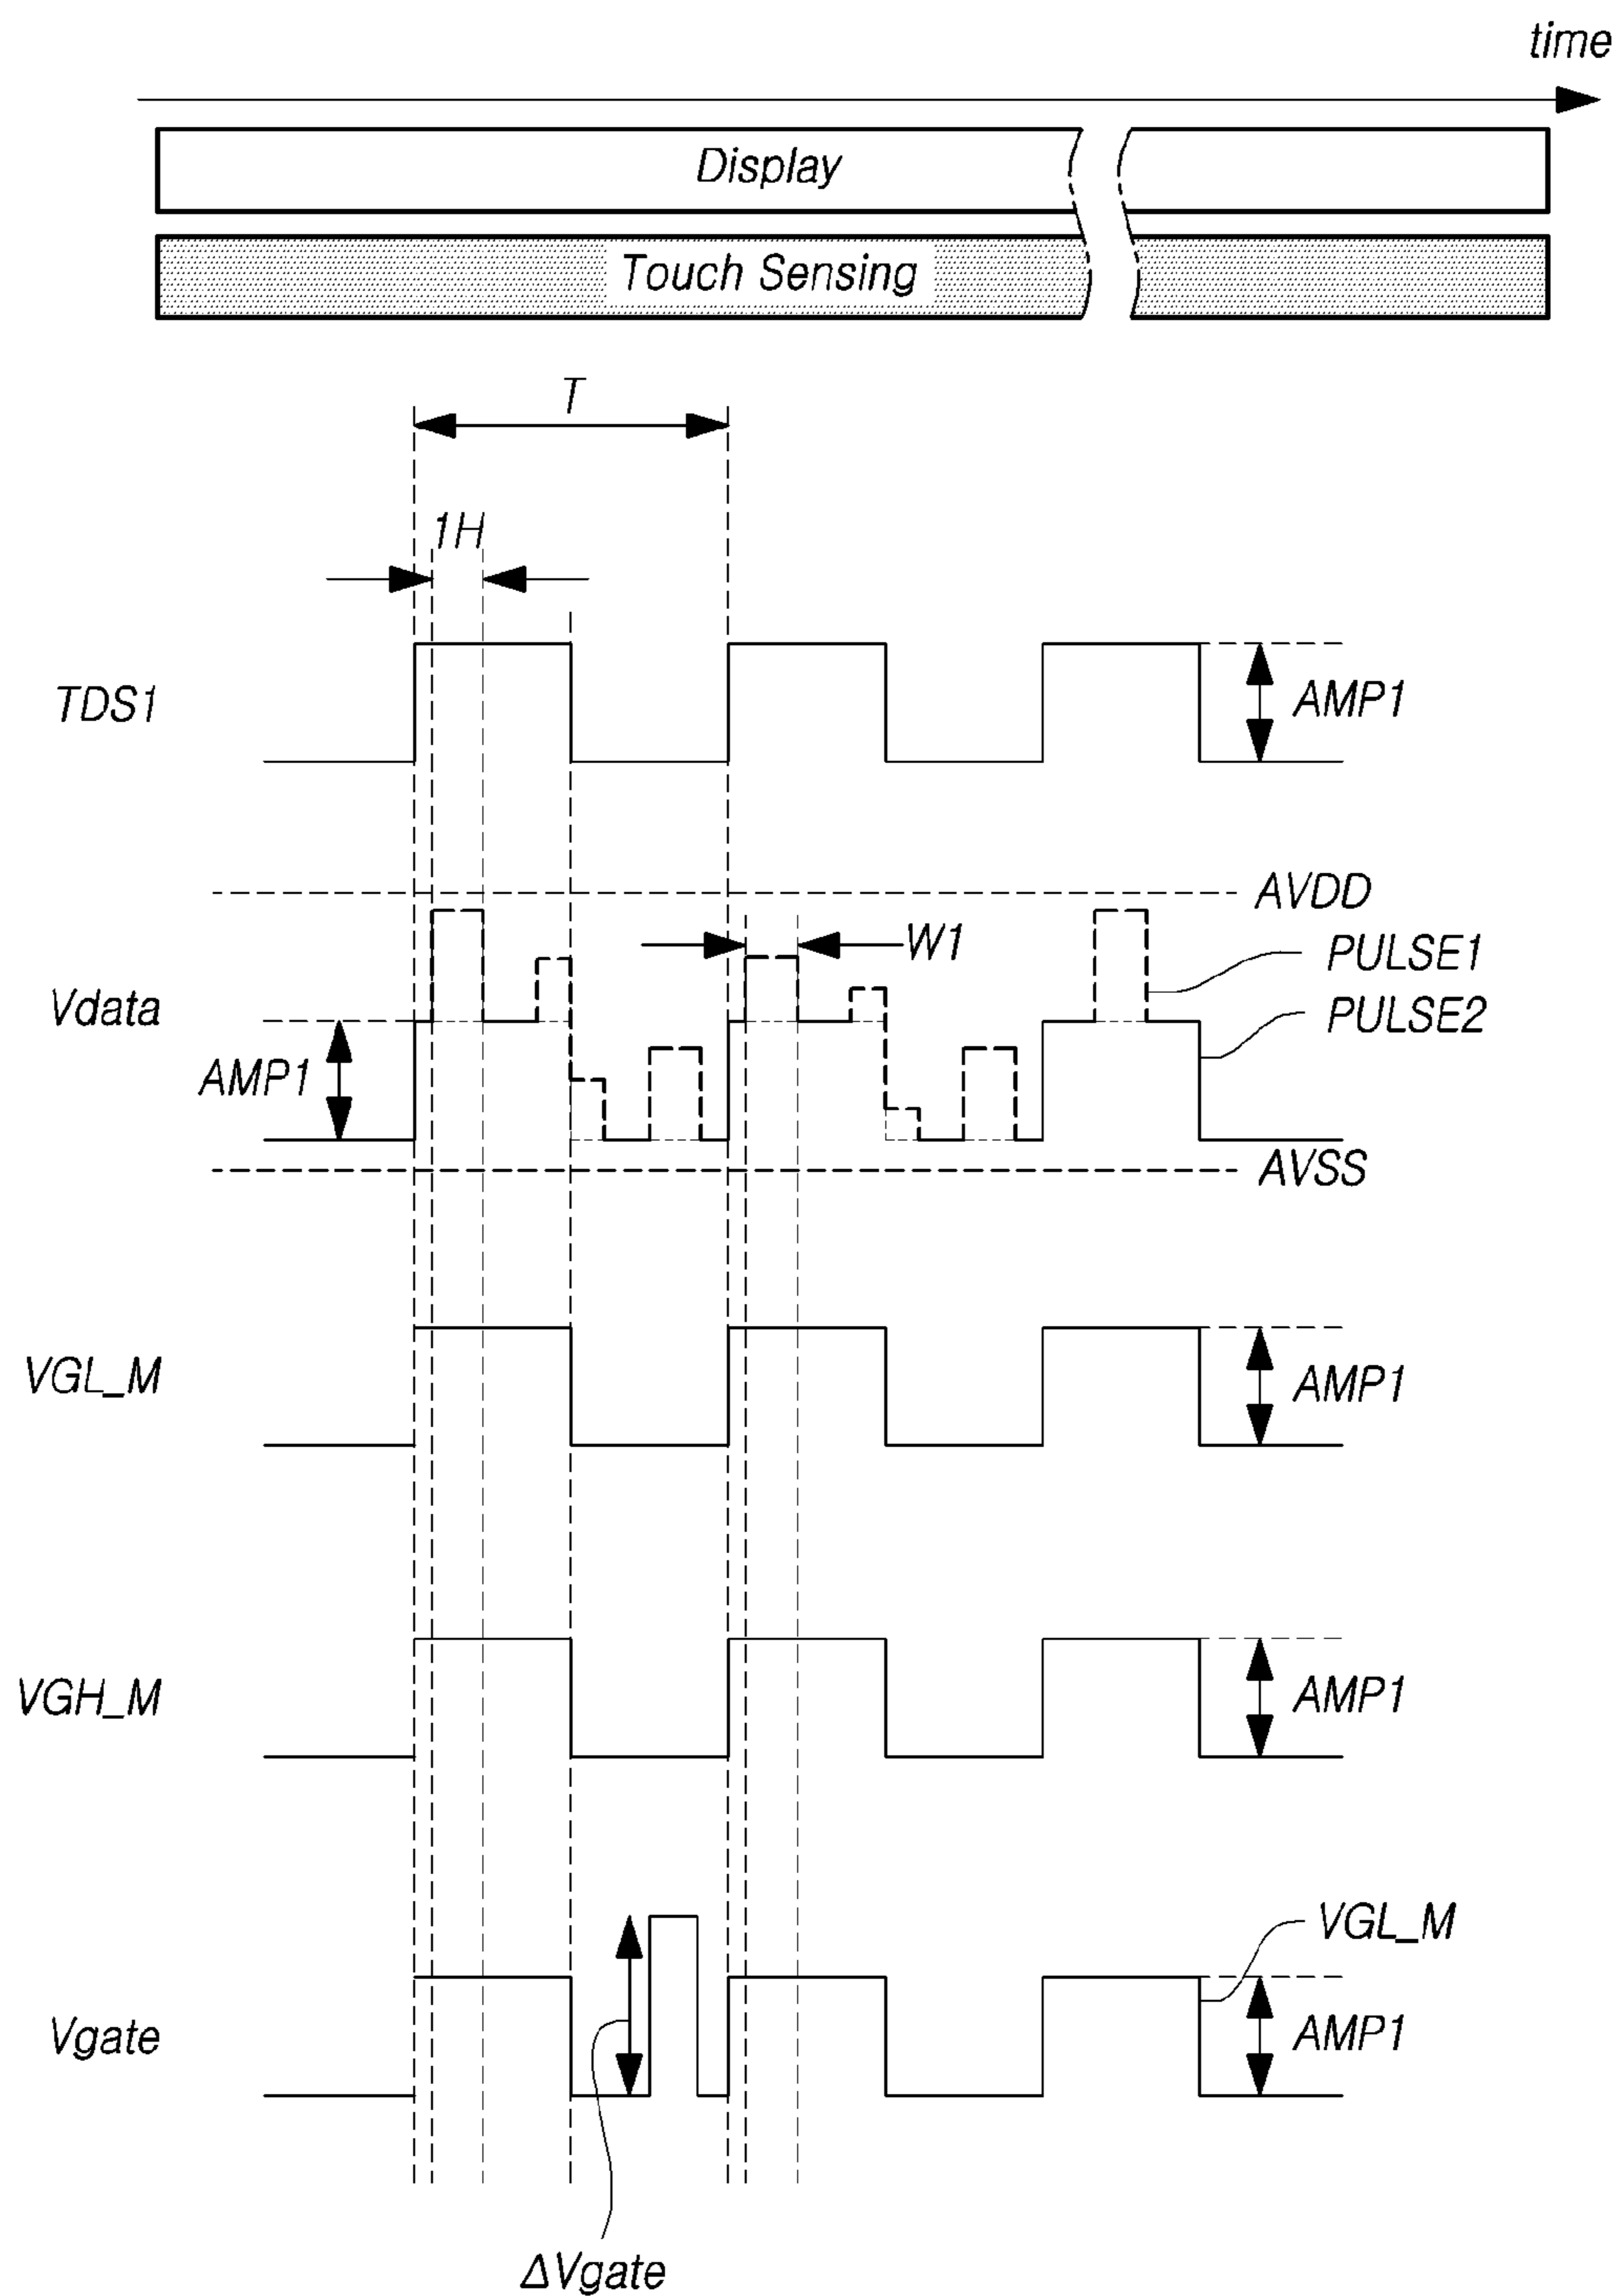 time
Display
Touch Sensing
T
1H
TDS1
AMP1
AVDD
W1
PULSE1
Vdata
PULSE2
AMP1
AVSS
VGL_M
AMP1
VGH_M
AMP1
VGL_M
Vgate
AMP1
ΔVgate